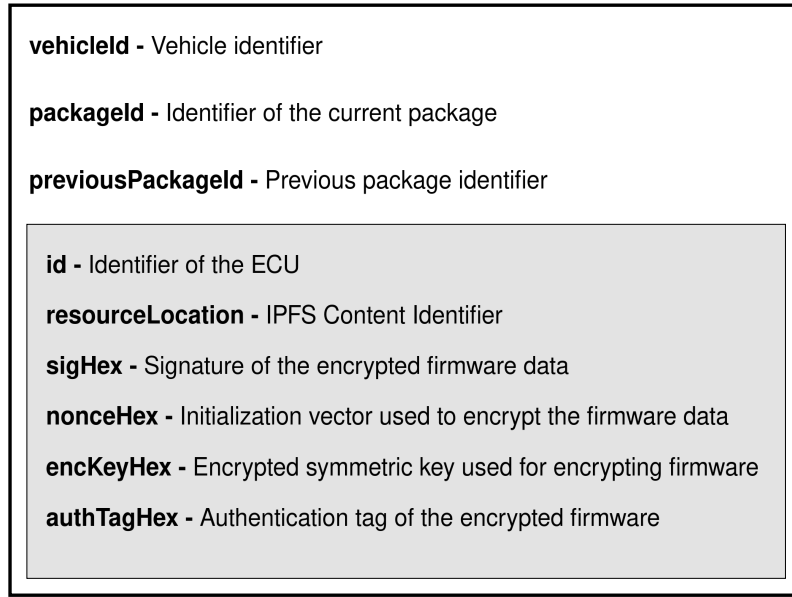 vehicleId - Vehicle identifier
packageId - Identifier of the current package
previousPackageId - Previous package identifier
id - Identifier of the ECU
resourceLocation - IPFS Content Identifier
sigHex - Signature of the encrypted firmware data
nonceHex - Initialization vector used to encrypt the firmware data
encKeyHex - Encrypted symmetric key used for encrypting firmware
authTagHex - Authentication tag of the encrypted firmware